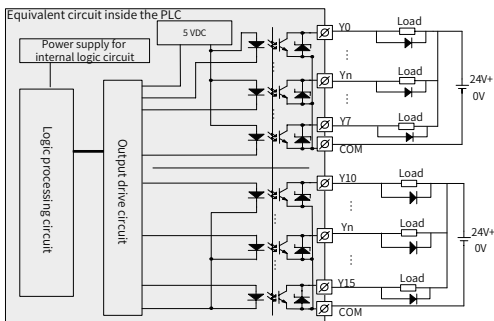 Equivalent circuit inside the PLC
5 VDC
Power supply for
internal logic circuit
Logic processing circuit
Output drive circuit
Y0
Load
Yn
Load
Y7
Load
COM
24V+
0V
Y10
Load
Yn
Load
Y15
Load
COM
24V+
0V